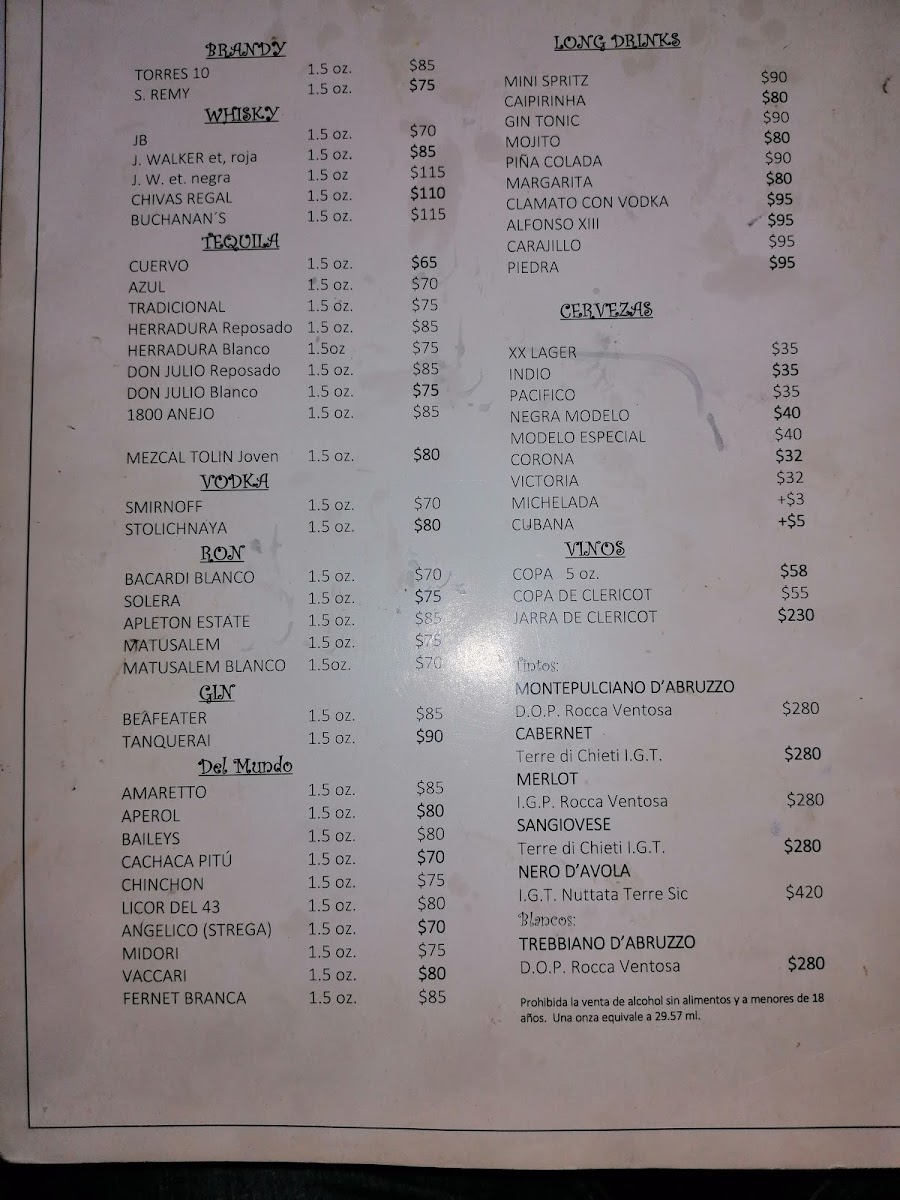 BRANDY
TORRES 10 1.5 oz. $85
S. REMY 1.5 oz. $75
WHISKY
JB 1.5 oz. $70
J. WALKER et, roja 1.5 oz. $85
J. W. et. negra 1.5 oz $115
CHIVAS REGAL 1.5 oz. $110
BUCHANAN´S 1.5 oz. $115
TEQUILA
CUERVO 1.5 oz. $65
AZUL 1.5 oz. $70
TRADICIONAL 1.5 oz. $75
HERRADURA Reposado 1.5 oz. $85
HERRADURA Blanco 1.5oz $75
DON JULIO Reposado 1.5 oz. $85
DON JULIO Blanco 1.5 oz. $75
1800 ANEJO 1.5 oz. $85
MEZCAL TOLIN Joven 1.5 oz. $80
VODKA
SMIRNOFF 1.5 oz. $70
STOLICHNAYA 1.5 oz. $80
RON
BACARDI BLANCO 1.5 oz. $70
SOLERA 1.5 oz. $75
APLETON ESTATE 1.5 oz. $85
MATUSALEM 1.5 oz. $75
MATUSALEM BLANCO 1.5oz. $70
GIN
BEAFEATER 1.5 oz. $85
TANQUERAI 1.5 oz. $90
Del Mundo
AMARETTO 1.5 oz. $85
APEROL 1.5 oz. $80
BAILEYS 1.5 oz. $80
CACHACA PITÚ 1.5 oz. $70
CHINCHON 1.5 oz. $75
LICOR DEL 43 1.5 oz. $80
ANGELICO (STREGA) 1.5 oz. $70
MIDORI 1.5 oz. $75
VACCARI 1.5 oz. $80
FERNET BRANCA 1.5 oz. $85
LONG DRINKS
MINI SPRITZ $90
CAIPIRINHA $80
GIN TONIC $90
MOJITO $80
PIÑA COLADA $90
MARGARITA $80
CLAMATO CON VODKA $95
ALFONSO XIII $95
CARAJILLO $95
PIEDRA $95
CERVEZAS
XX LAGER $35
INDIO $35
PACIFICO $35
NEGRA MODELO $40
MODELO ESPECIAL $40
CORONA $32
VICTORIA $32
MICHELADA +$3
CUBANA +$5
VINOS
COPA 5 oz. $58
COPA DE CLERICOT $55
JARRA DE CLERICOT $230
Tintos:
MONTEPULCIANO D'ABRUZZO
D.O.P. Rocca Ventosa $280
CABERNET
Terre di Chieti I.G.T. $280
MERLOT
I.G.P. Rocca Ventosa $280
SANGIOVESE
Terre di Chieti I.G.T. $280
NERO D'AVOLA
I.G.T. Nuttata Terre Sic $420
Blancos:
TREBBIANO D'ABRUZZO
D.O.P. Rocca Ventosa $280
Prohibida la venta de alcohol sin alimentos y a menores de 18
años. Una onza equivale a 29.57 ml.